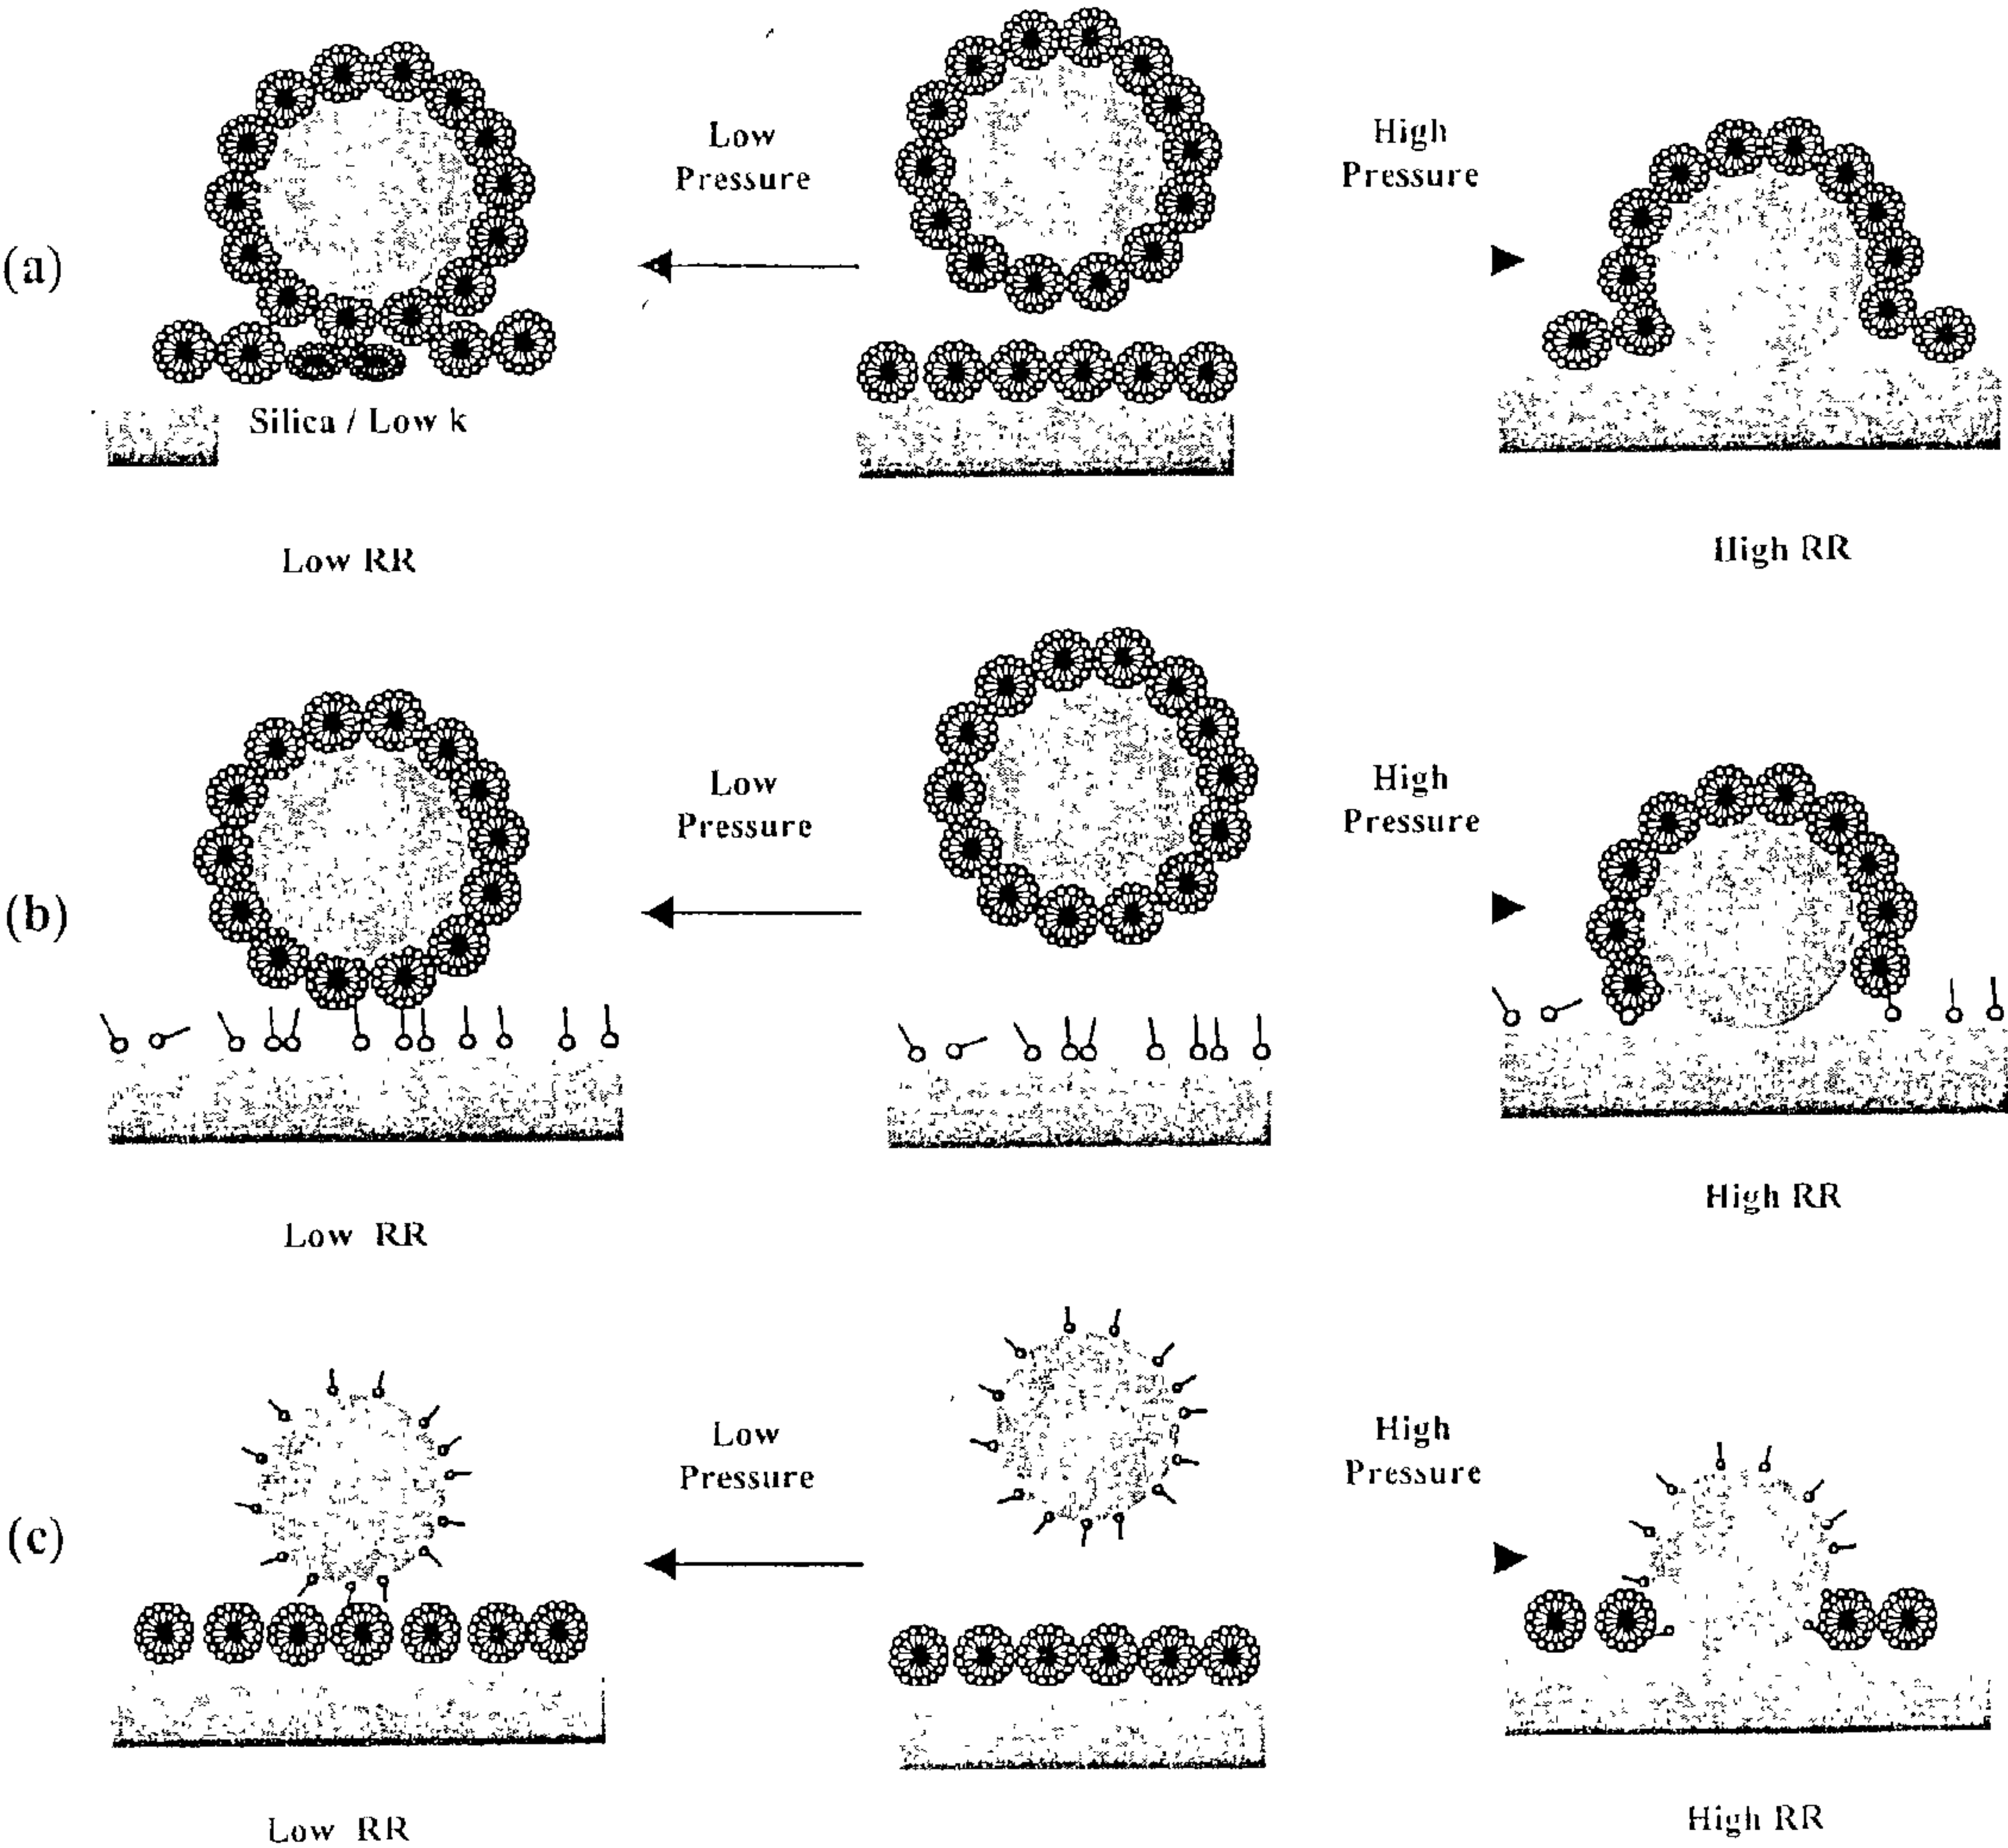 Low
Pressure
High
Pressure
(a)
Silica / Low k
Low RR
High RR
Low
Pressure
High
Pressure
(b)
Low RR
High RR
Low
Pressure
High
Pressure
(c)
Low RR
High RR